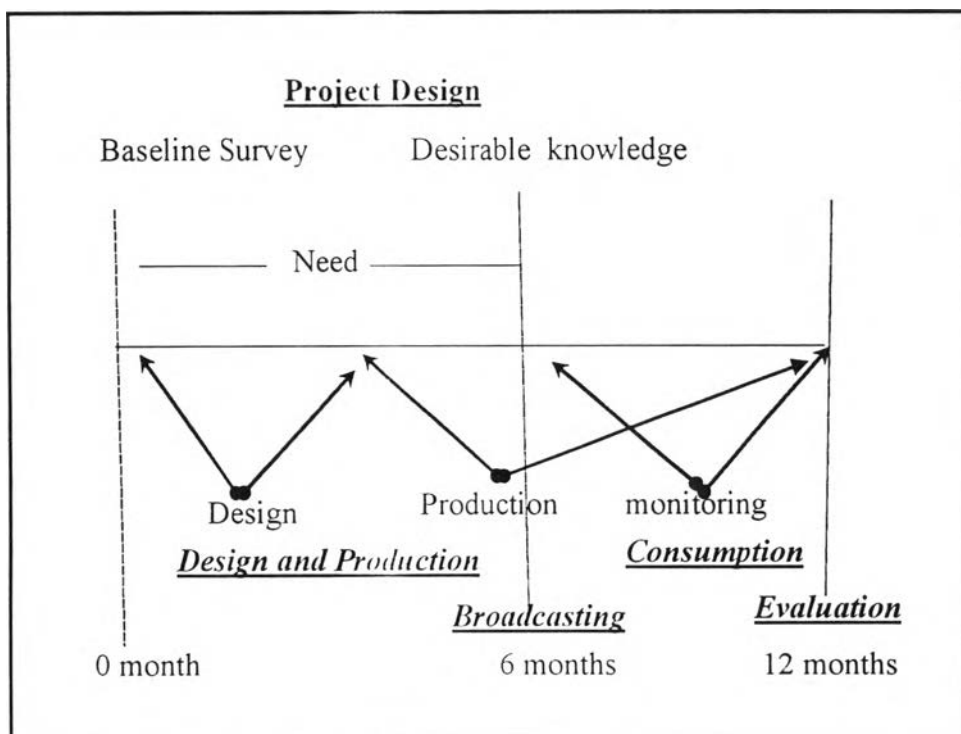 Project Design
Baseline Survey Desirable knowledge
Need
Design Production monitoring
Design and Production Consumption
Broadcasting Evaluation
0 month 6 months 12 months